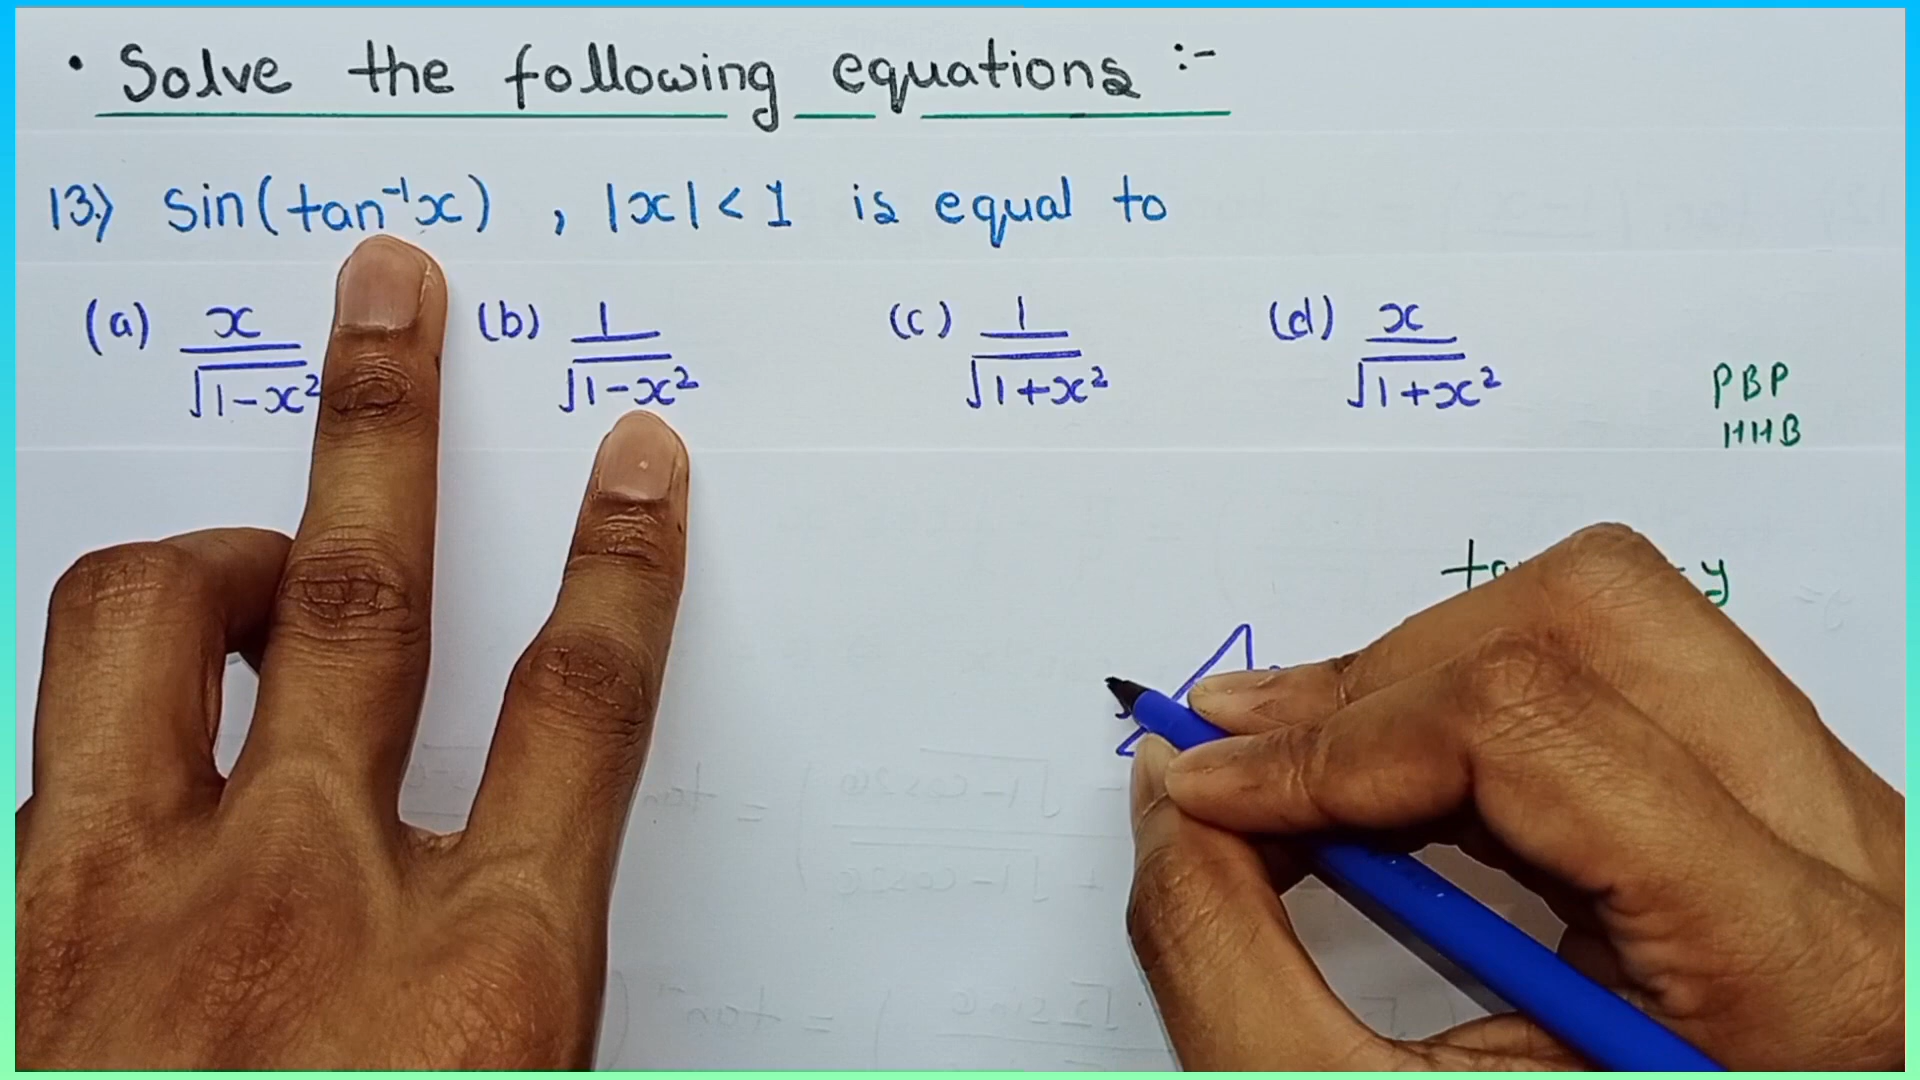 • Solve the following equations :-
13.) sin(tan⁻¹x) , |x| < 1 is equal to
(a) x/√1-x² (b) 1/√1-x² (c) 1/√1+x² (d) x/√1+x²
PBP
HHB
y